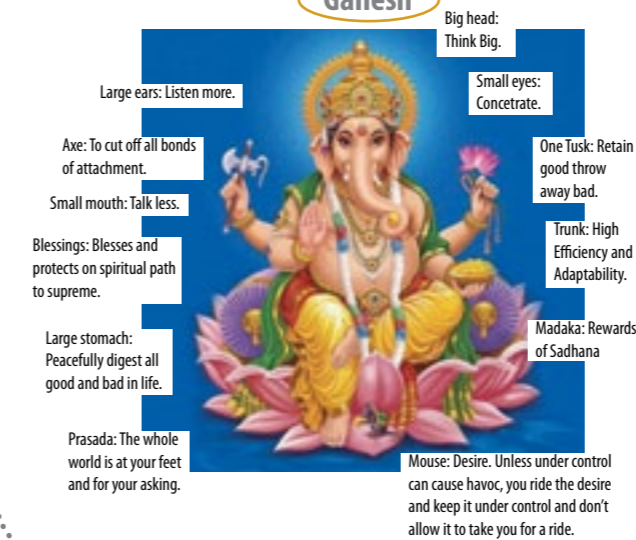 Ganesh
Big head:
Think Big.
Large ears: Listen more.
Small eyes:
Concetrate.
Axe: To cut off all bonds
of attachment.
One Tusk: Retain
good throw
away bad.
Small mouth: Talk less.
Trunk: High
Efficiency and
Adaptability.
Blessings: Blesses and
protects on spiritual path
to supreme.
Madaka: Rewards
of Sadhana
Large stomach:
Peacefully digest all
good and bad in life.
Prasada: The whole
world is at your feet
and for your asking.
Mouse: Desire. Unless under control
can cause havoc, you ride the desire
and keep it under control and don't
allow it to take you for a ride.